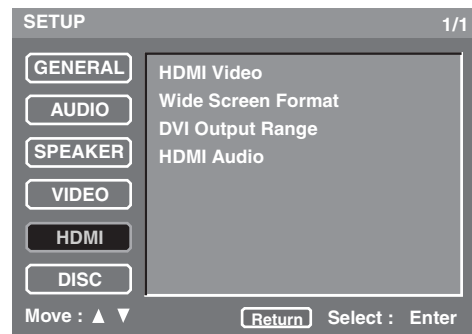 SETUP 1/1
GENERAL
AUDIO
SPEAKER
VIDEO
HDMI
DISC
HDMI Video
Wide Screen Format
DVI Output Range
HDMI Audio
Move : ▲ ▼ Return Select : Enter